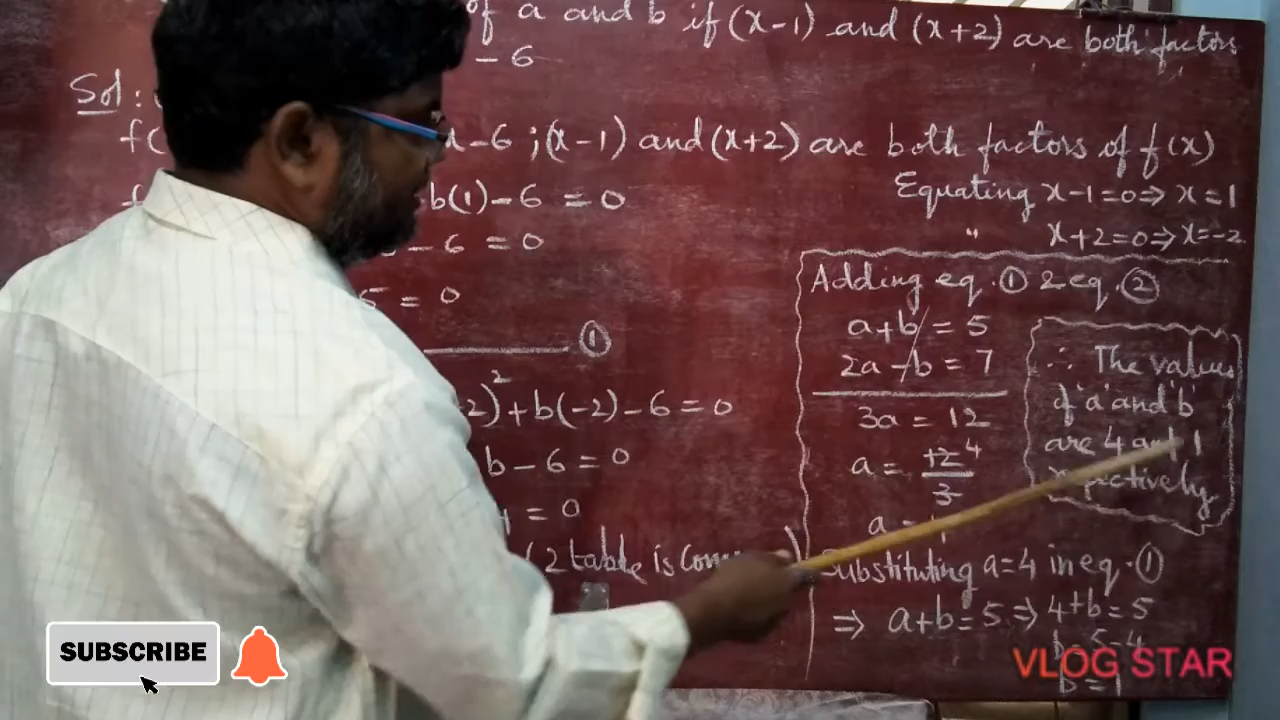 of a and b if (x-1) and (x+2) are both factors
- 6
Sol :
f( x-6 ; (x-1) and (x+2) are both factors of f(x)
Equating x-1=0 ⇒ x=1
" x+2=0 ⇒ x=-2
b(1)-6 = 0
- 6 = 0
= 0
①
2)²+b(-2)-6=0
b-6=0
= 0
(2 table is )
Adding eq.① & eq.②
a+b = 5
2a-b = 7
3a = 12
a = 12 4
3
a =
∴ The values
of 'a' and 'b'
are 4 and 1
respectively
Substituting a=4 in eq.①
⇒ a+b=5 ⇒ 4+b=5
b=5-4
b=1
SUBSCRIBE
VLOG STAR